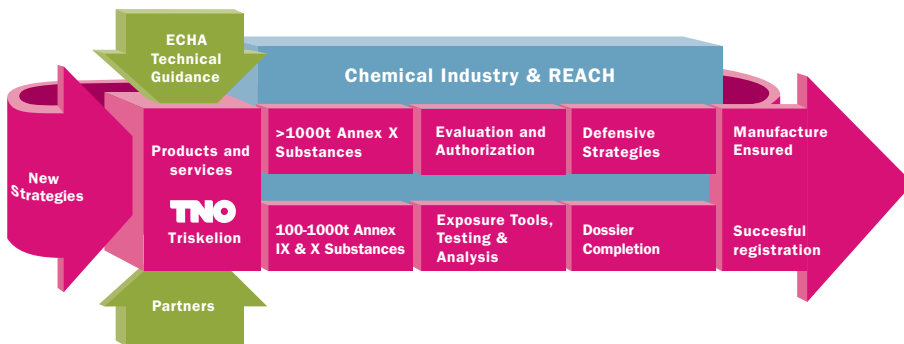 ECHA
Technical
Guidance
Chemical Industry & REACH
New
Strategies
Products and
services
TNO
Triskelion
>1000t Annex X
Substances
Evaluation and
Authorization
Defensive
Strategies
Manufacture
Ensured
100-1000t Annex
IX & X Substances
Exposure Tools,
Testing &
Analysis
Dossier
Completion
Succesful
registration
Partners